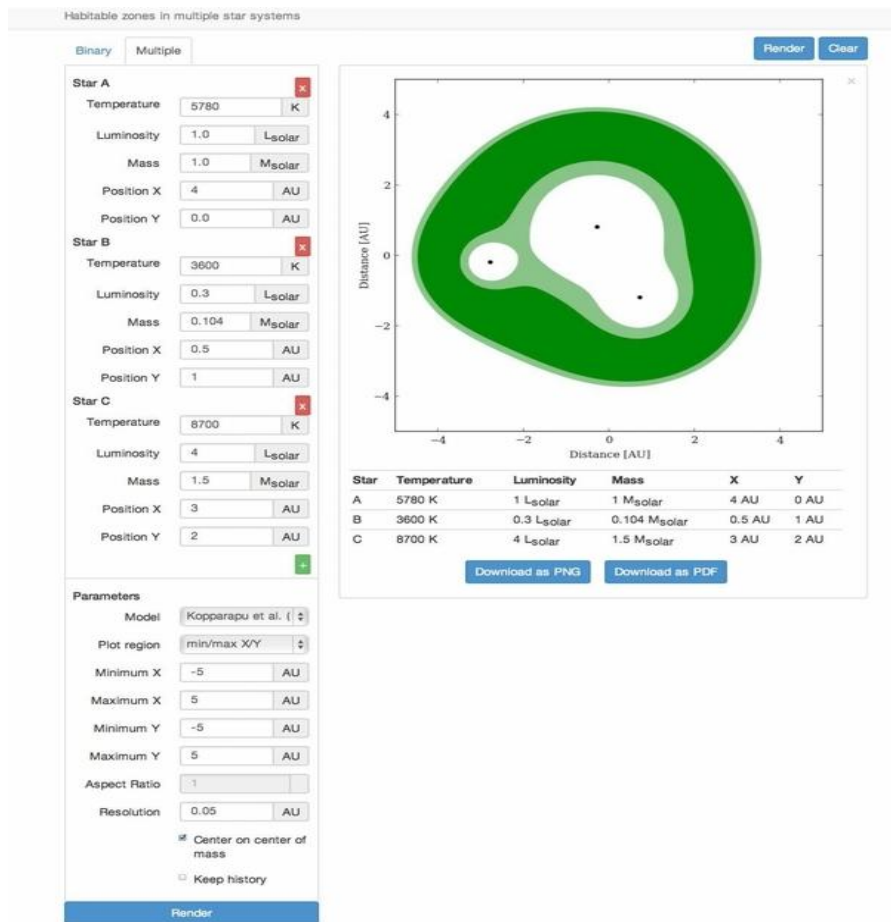 Habitable zones in multiple star systems
Binary Multiple
Render Clear
Star A
x
Temperature 5780 K
Luminosity 1.0 Lsolar
Mass 1.0 Msolar
Position X 4 AU
Position Y 0.0 AU
Star B
x
Temperature 3600 K
Luminosity 0.3 Lsolar
Mass 0.104 Msolar
Position X 0.5 AU
Position Y 1 AU
Star C
x
Temperature 8700 K
Luminosity 4 Lsolar
Mass 1.5 Msolar
Position X 3 AU
Position Y 2 AU
+
Parameters
Model Kopparapu et al. (
Plot region min/max X/Y
Minimum X -5 AU
Maximum X 5 AU
Minimum Y -5 AU
Maximum Y 5 AU
Aspect Ratio 1
Resolution 0.05 AU
Center on center of
mass
Keep history
Render
×
4
2
0
−2
−4
Distance [AU]
−4 −2 0 2 4
Distance [AU]
Star Temperature Luminosity Mass X Y
A 5780 K 1 Lsolar 1 Msolar 4 AU 0 AU
B 3600 K 0.3 Lsolar 0.104 Msolar 0.5 AU 1 AU
C 8700 K 4 Lsolar 1.5 Msolar 3 AU 2 AU
Download as PNG Download as PDF